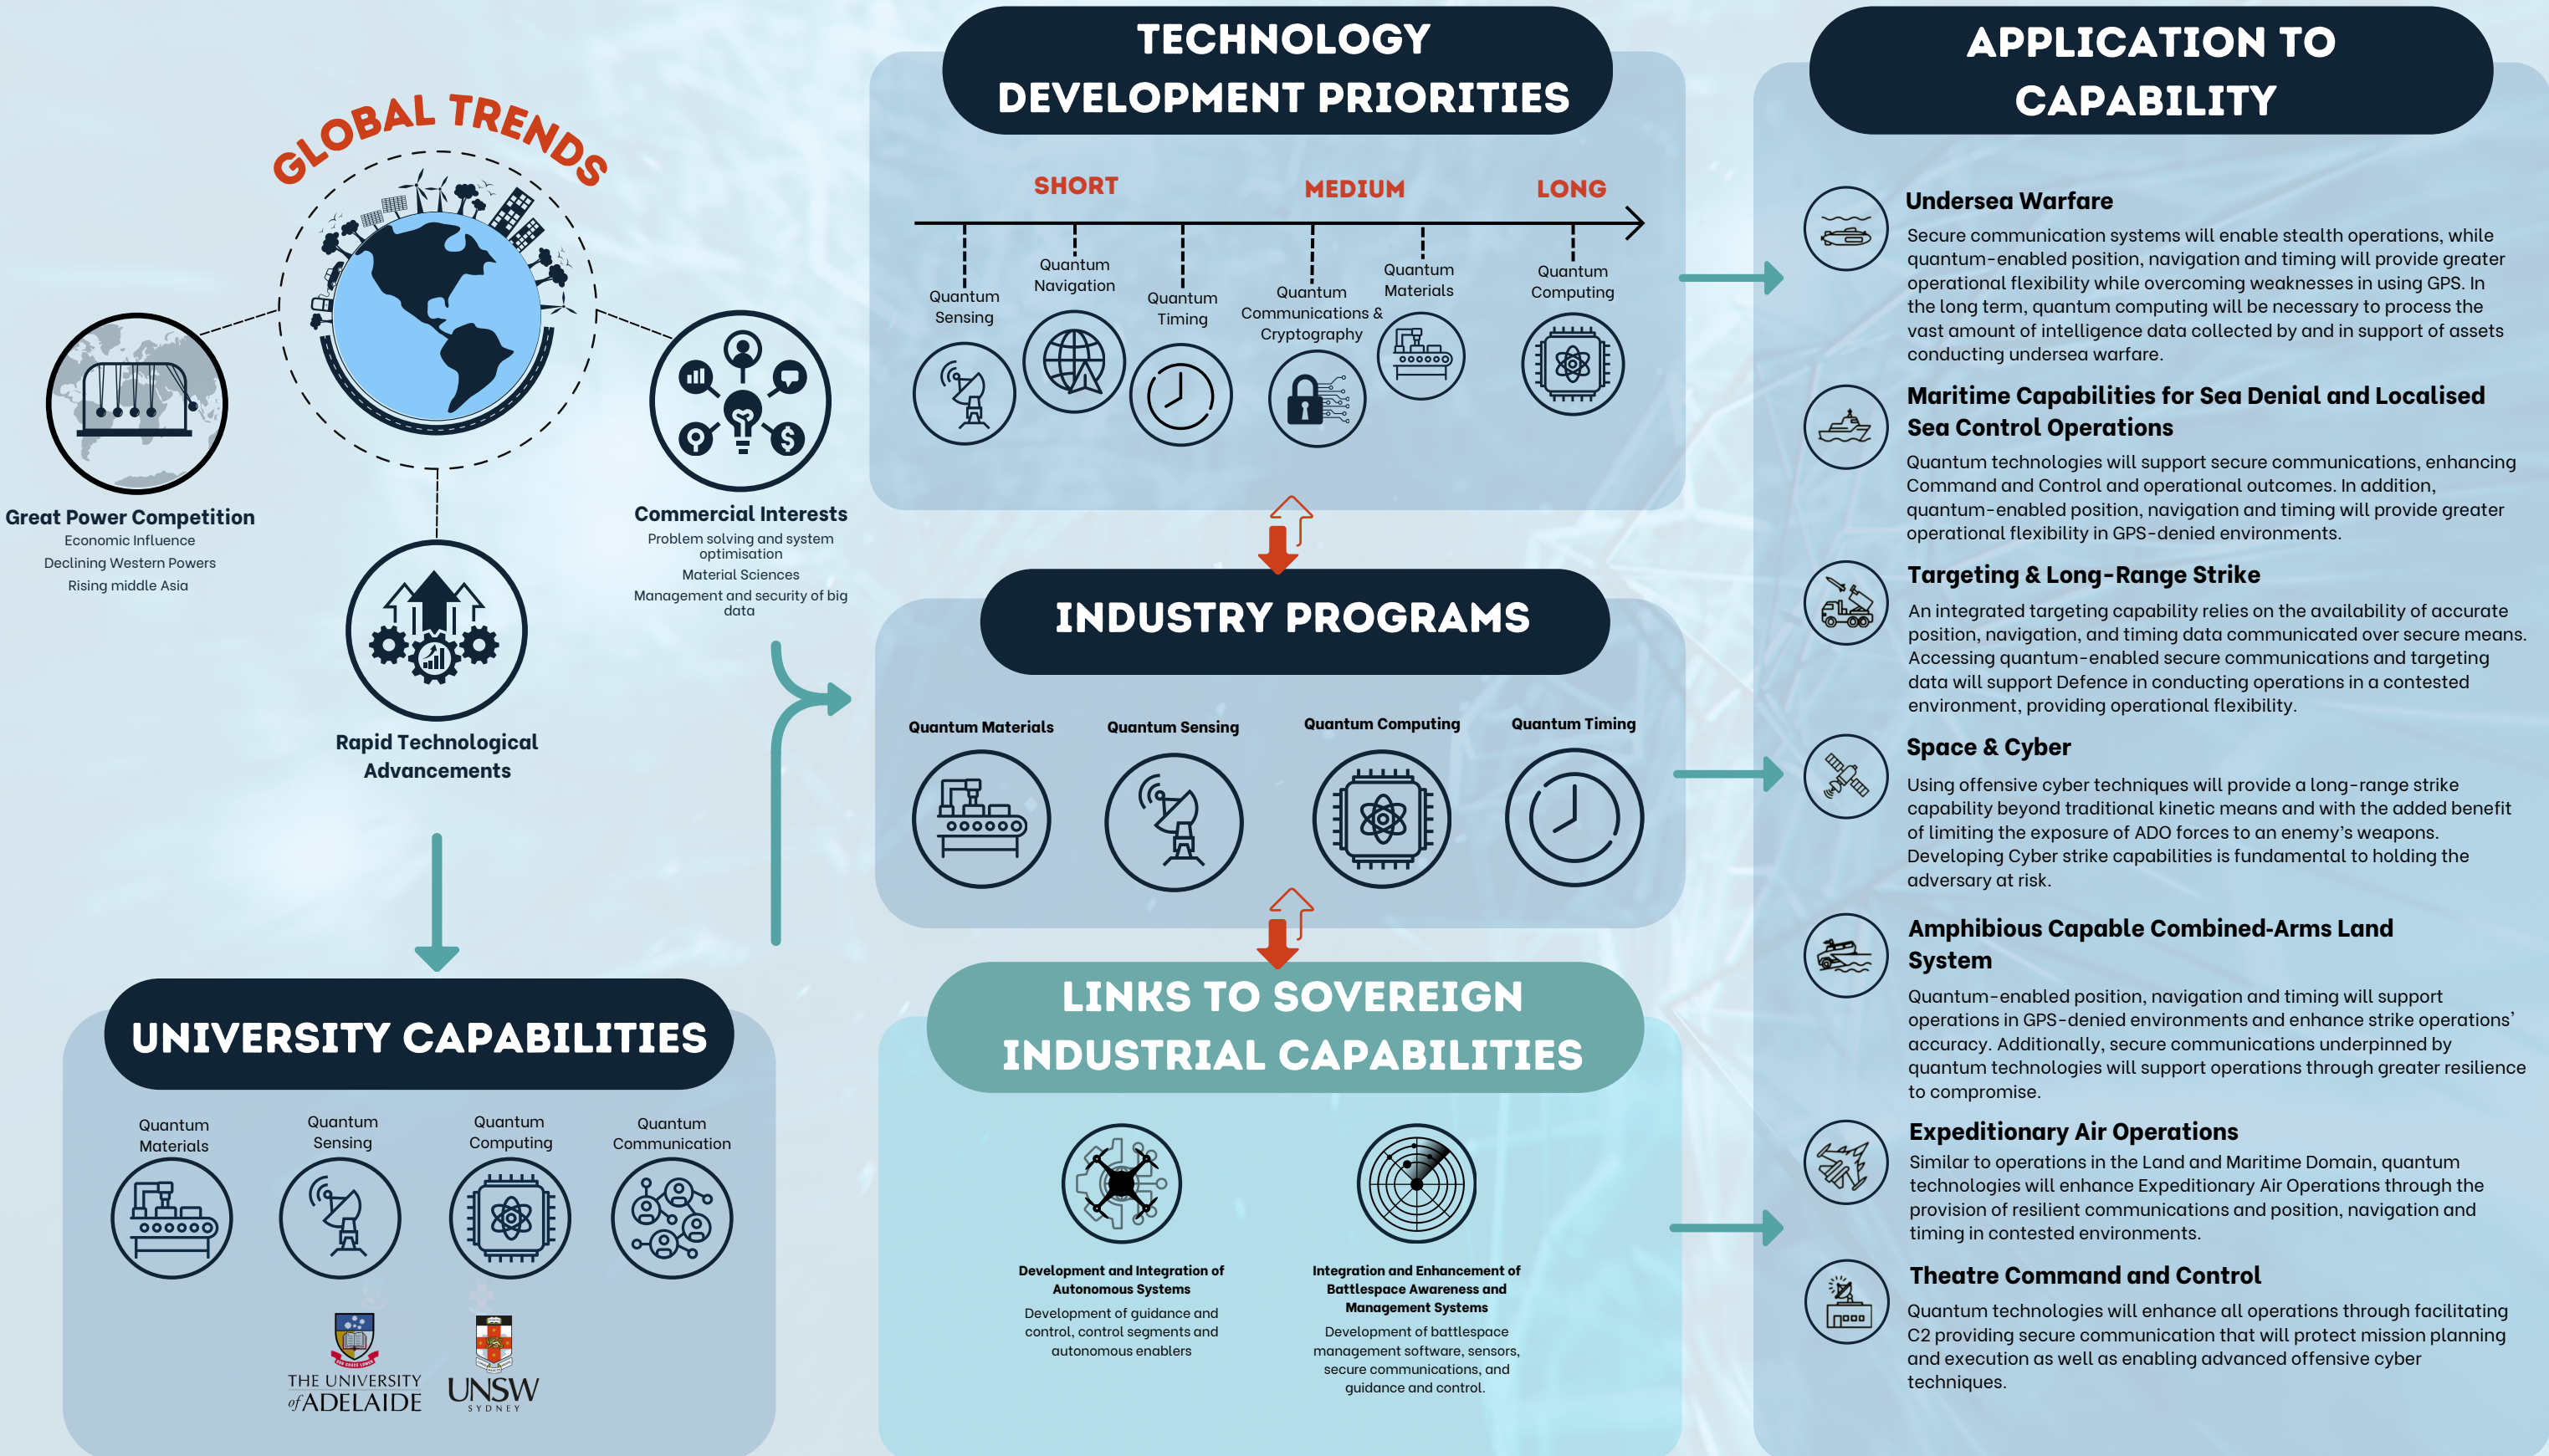 GLOBAL TRENDS
Great Power Competition
Economic Influence
Declining Western Powers
Rising middle Asia
Commercial Interests
Problem solving and system
optimisation
Material Sciences
Management and security of big
data
Rapid Technological
Advancements
UNIVERSITY CAPABILITIES
Quantum
Materials
Quantum
Sensing
Quantum
Computing
Quantum
Communication
THE UNIVERSITY
of ADELAIDE
UNSW
SYDNEY
TECHNOLOGY
DEVELOPMENT PRIORITIES
SHORT
MEDIUM
LONG
Quantum
Sensing
Quantum
Navigation
Quantum
Timing
Quantum
Communications &
Cryptography
Quantum
Materials
Quantum
Computing
INDUSTRY PROGRAMS
Quantum Materials
Quantum Sensing
Quantum Computing
Quantum Timing
LINKS TO SOVEREIGN
INDUSTRIAL CAPABILITIES
Development and Integration of
Autonomous Systems
Development of guidance and
control, control segments and
autonomous enablers
Integration and Enhancement of
Battlespace Awareness and
Management Systems
Development of battlespace
management software, sensors,
secure communications, and
guidance and control.
APPLICATION TO
CAPABILITY
Undersea Warfare
Secure communication systems will enable stealth operations, while
quantum-enabled position, navigation and timing will provide greater
operational flexibility while overcoming weaknesses in using GPS. In
the long term, quantum computing will be necessary to process the
vast amount of intelligence data collected by and in support of assets
conducting undersea warfare.
Maritime Capabilities for Sea Denial and Localised
Sea Control Operations
Quantum technologies will support secure communications, enhancing
Command and Control and operational outcomes. In addition,
quantum-enabled position, navigation and timing will provide greater
operational flexibility in GPS-denied environments.
Targeting & Long-Range Strike
An integrated targeting capability relies on the availability of accurate
position, navigation, and timing data communicated over secure means.
Accessing quantum-enabled secure communications and targeting
data will support Defence in conducting operations in a contested
environment, providing operational flexibility.
Space & Cyber
Using offensive cyber techniques will provide a long-range strike
capability beyond traditional kinetic means and with the added benefit
of limiting the exposure of ADO forces to an enemy's weapons.
Developing Cyber strike capabilities is fundamental to holding the
adversary at risk.
Amphibious Capable Combined-Arms Land
System
Quantum-enabled position, navigation and timing will support
operations in GPS-denied environments and enhance strike operations'
accuracy. Additionally, secure communications underpinned by
quantum technologies will support operations through greater resilience
to compromise.
Expeditionary Air Operations
Similar to operations in the Land and Maritime Domain, quantum
technologies will enhance Expeditionary Air Operations through the
provision of resilient communications and position, navigation and
timing in contested environments.
Theatre Command and Control
Quantum technologies will enhance all operations through facilitating
C2 providing secure communication that will protect mission planning
and execution as well as enabling advanced offensive cyber
techniques.